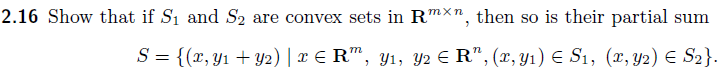 2.16 Show that if S₁ and S₂ are convex sets in R^{m×n}, then so is their partial sum
S = {(x, y₁ + y₂) | x ∈ R^m, y₁, y₂ ∈ R^n, (x, y₁) ∈ S₁, (x, y₂) ∈ S₂}.